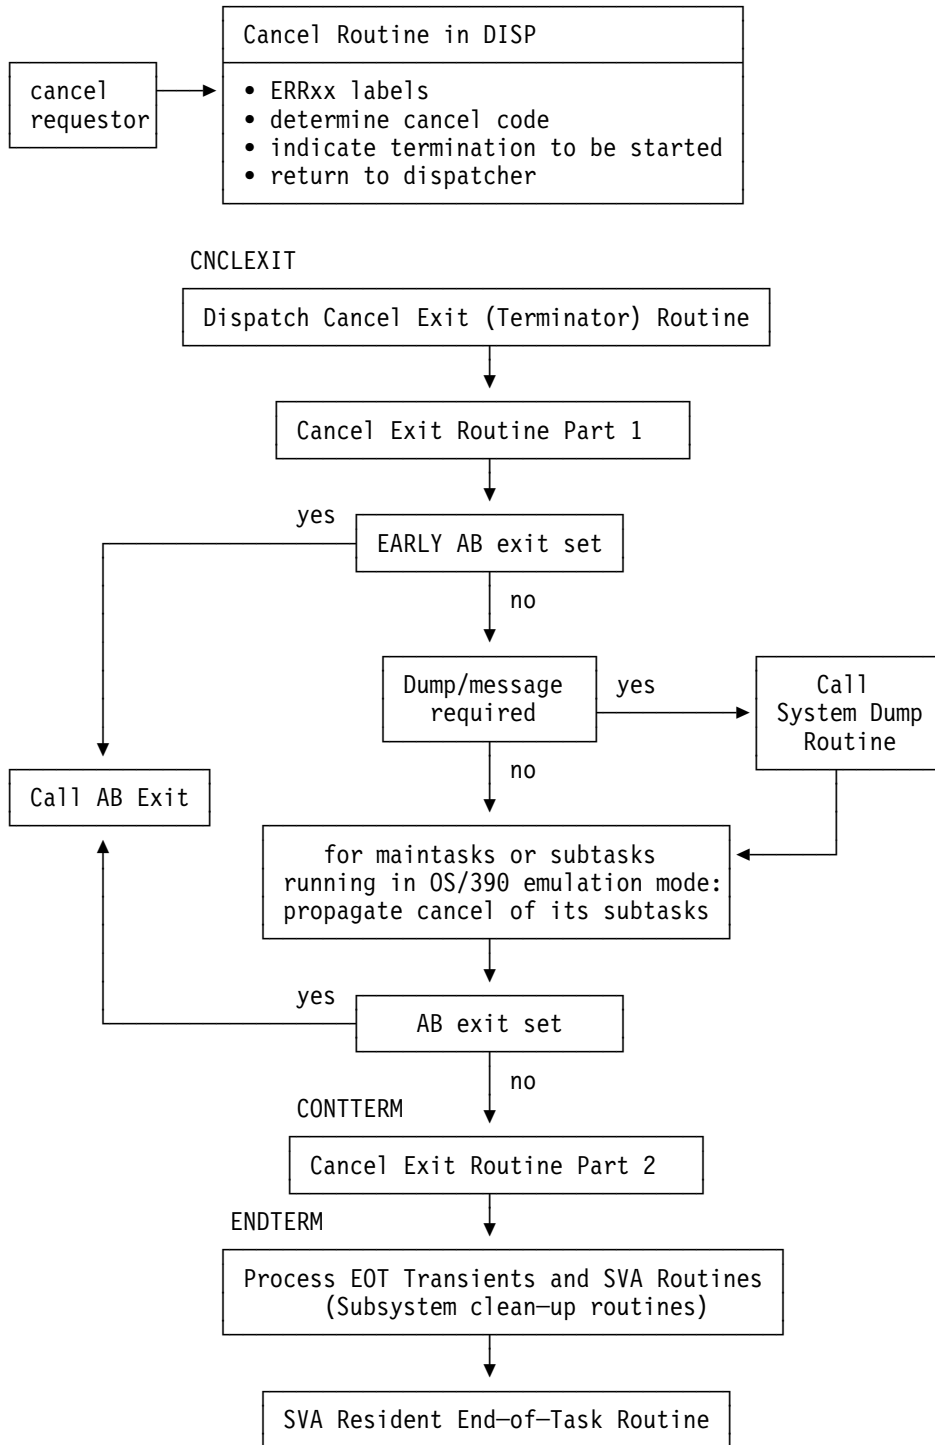 Cancel Routine in DISP
cancel
requestor
• ERRxx labels
• determine cancel code
• indicate termination to be started
• return to dispatcher
CNCLEXIT
Dispatch Cancel Exit (Terminator) Routine
Cancel Exit Routine Part 1
yes
EARLY AB exit set
no
Dump/message
required
yes
Call
System Dump
Routine
no
Call AB Exit
for maintasks or subtasks
running in OS/390 emulation mode:
propagate cancel of its subtasks
yes
AB exit set
no
CONTTERM
Cancel Exit Routine Part 2
ENDTERM
Process EOT Transients and SVA Routines
(Subsystem clean—up routines)
SVA Resident End—of—Task Routine